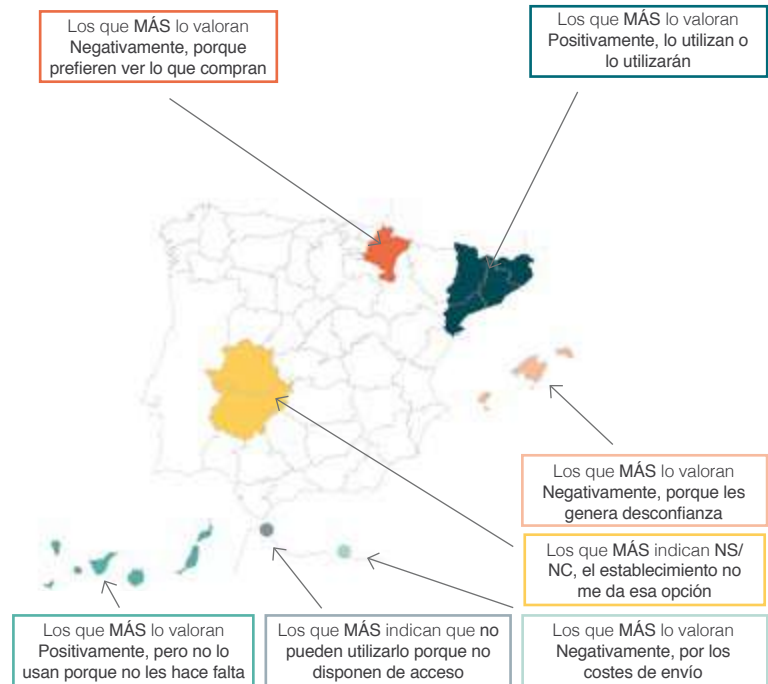 Los que MÁS lo valoran
Negativamente, porque
prefieren ver lo que compran
Los que MÁS lo valoran
Positivamente, lo utilizan o
lo utilizarán
Los que MÁS lo valoran
Negativamente, porque les
genera desconfianza
Los que MÁS indican NS/
NC, el establecimiento no
me da esa opción
Los que MÁS lo valoran
Positivamente, pero no lo
usan porque no les hace falta
Los que MÁS indican que no
pueden utilizarlo porque no
disponen de acceso
Los que MÁS lo valoran
Negativamente, por los
costes de envío